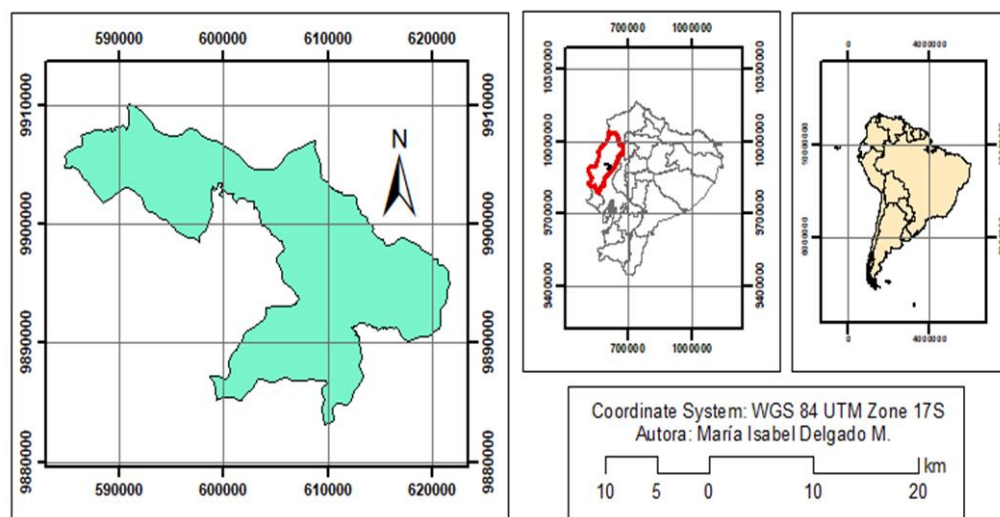 590000 600000 610000 620000
9910000
9900000
9890000
9880000
N
9910000
9900000
9890000
9880000
590000 600000 610000 620000
700000 1000000
10300000
10000000
9700000
9400000
10300000
10000000
9700000
9400000
700000 1000000
0 4000000
0 4000000
Coordinate System: WGS 84 UTM Zone 17S
Autora: María Isabel Delgado M.
km
10 5 0 10 20